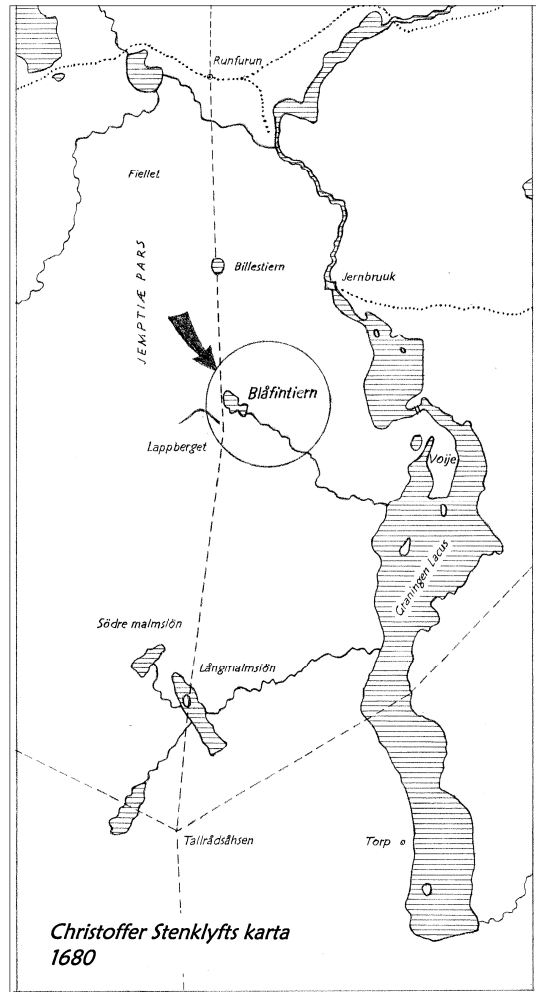 Runfurun
Fiellet
JEMPTIÆ PARS
Billestiern
Jernbruuk
Blåfintiern
Lappberget
Voije
Graningen Lacus
Södre malmsiön
Långmalmsiön
Tallrådsåhsen
Torp
Christoffer Stenklyfts karta
1680